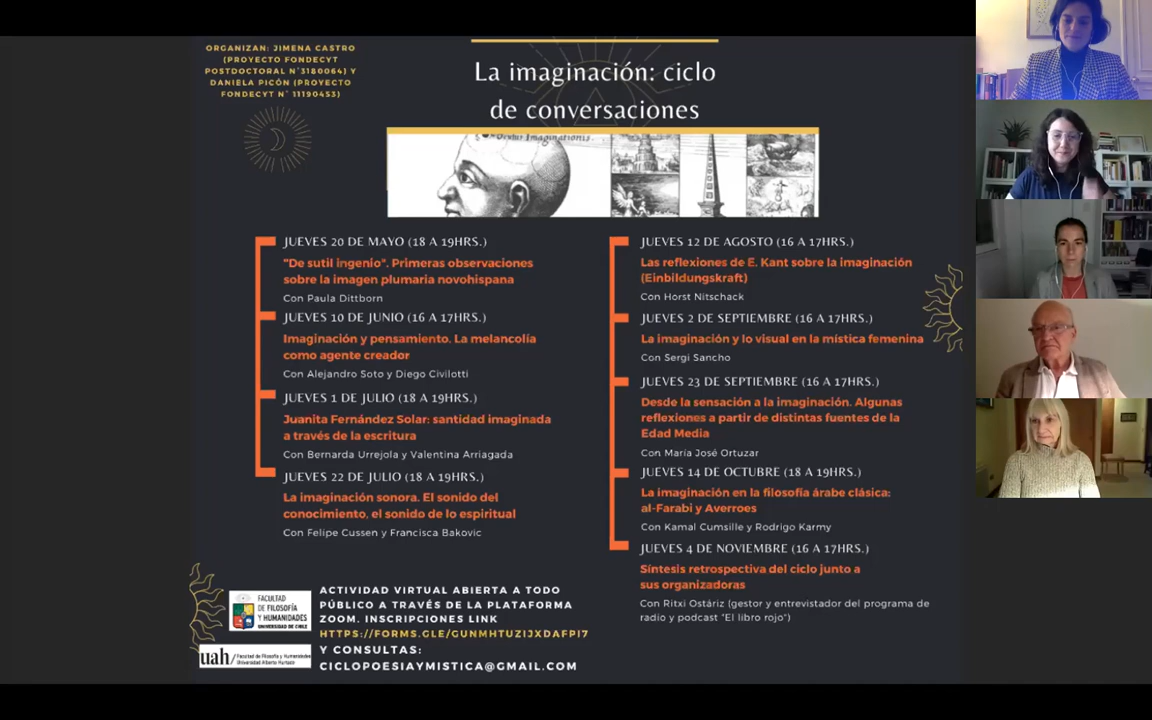 ORGANIZAN: JIMENA CASTRO
(PROYECTO FONDECYT
POSTDOCTORAL N°3180064) Y
DANIELA PICÓN (PROYECTO
FONDECYT N° 11190453)
La imaginación: ciclo
de conversaciones
Imaginationis.
JUEVES 20 DE MAYO (18 A 19HRS.)
"De sutil ingenio". Primeras observaciones
sobre la imagen plumaria novohispana
Con Paula Dittborn
JUEVES 10 DE JUNIO (16 A 17HRS.)
Imaginación y pensamiento. La melancolía
como agente creador
Con Alejandro Soto y Diego Civilotti
JUEVES 1 DE JULIO (18 A 19HRS.)
Juanita Fernández Solar: santidad imaginada
a través de la escritura
Con Bernarda Urrejola y Valentina Arriagada
JUEVES 22 DE JULIO (18 A 19HRS.)
La imaginación sonora. El sonido del
conocimiento, el sonido de lo espiritual
Con Felipe Cussen y Francisca Bakovic
JUEVES 12 DE AGOSTO (16 A 17HRS.)
Las reflexiones de E. Kant sobre la imaginación
(Einbildungskraft)
Con Horst Nitschack
JUEVES 2 DE SEPTIEMBRE (16 A 17HRS.)
La imaginación y lo visual en la mística femenina
Con Sergi Sancho
JUEVES 23 DE SEPTIEMBRE (16 A 17HRS.)
Desde la sensación a la imaginación. Algunas
reflexiones a partir de distintas fuentes de la
Edad Media
Con María José Ortuzar
JUEVES 14 DE OCTUBRE (18 A 19HRS.)
La imaginación en la filosofía árabe clásica:
al-Farabi y Averroes
Con Kamal Cumsille y Rodrigo Karmy
JUEVES 4 DE NOVIEMBRE (16 A 17HRS.)
Síntesis retrospectiva del ciclo junto a
sus organizadoras
Con Ritxi Ostáriz (gestor y entrevistador del programa de
radio y podcast "El libro rojo")
FACULTAD
DE FILOSOFÍA
Y HUMANIDADES
UNIVERSIDAD DE CHILE
uah/ Facultad de Filosofía y Humanidades
Universidad Alberto Hurtado
ACTIVIDAD VIRTUAL ABIERTA A TODO
PÚBLICO A TRAVÉS DE LA PLATAFORMA
ZOOM. INSCRIPCIONES LINK
HTTPS://FORMS.GLE/GUNMHTUZIJXDAFPI7
Y CONSULTAS:
CICLOPOESIAYMISTICA@GMAIL.COM